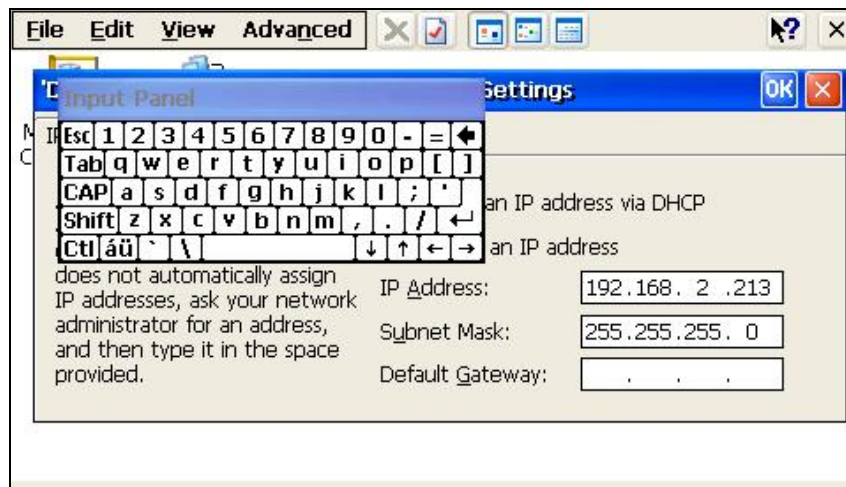 File Edit View Advanced ?
Settings OK
Input Panel
Esc 1 2 3 4 5 6 7 8 9 0 - =
Tab q w e r t y u i o p [ ]
CAP a s d f g h j k l ; '
Shift z x c v b n m , . /
Ctl áü ` \ ↓ ↑ ← →
an IP address via DHCP
an IP address
does not automatically assign
IP addresses, ask your network
administrator for an address,
and then type it in the space
provided.
IP Address: 192.168. 2 .213
Subnet Mask: 255.255.255. 0
Default Gateway: . . .